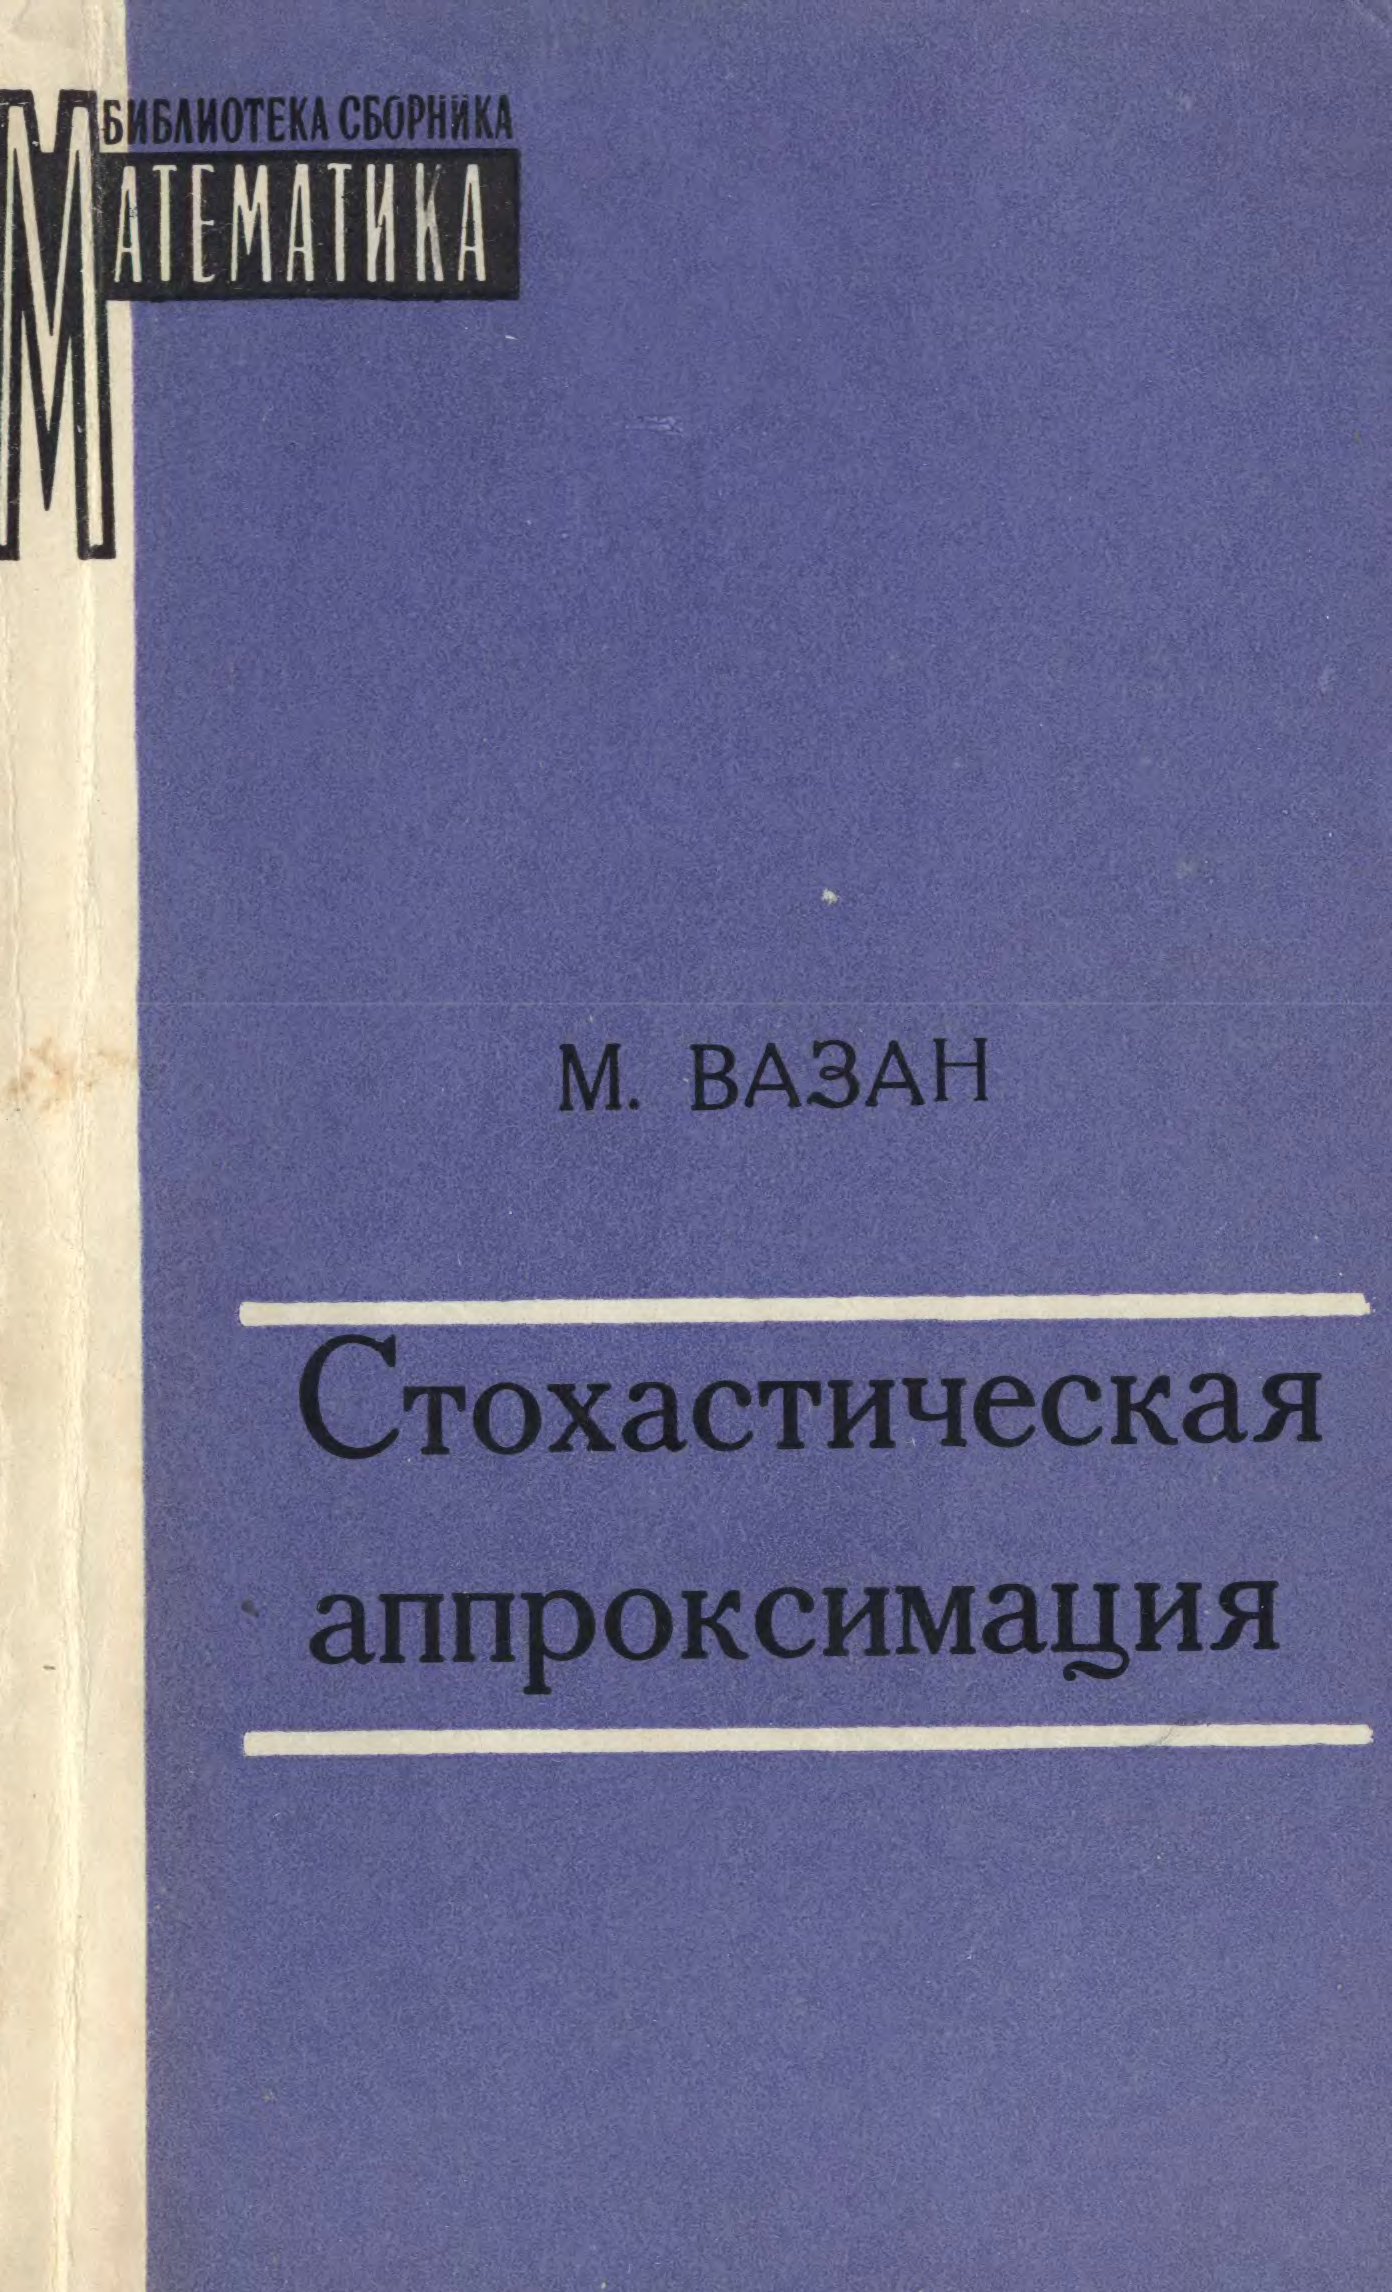 БИБЛИОТЕКА СБОРНИКА
МАТЕМАТИКА
М. ВАЗАН
Стохастическая
аппроксимация